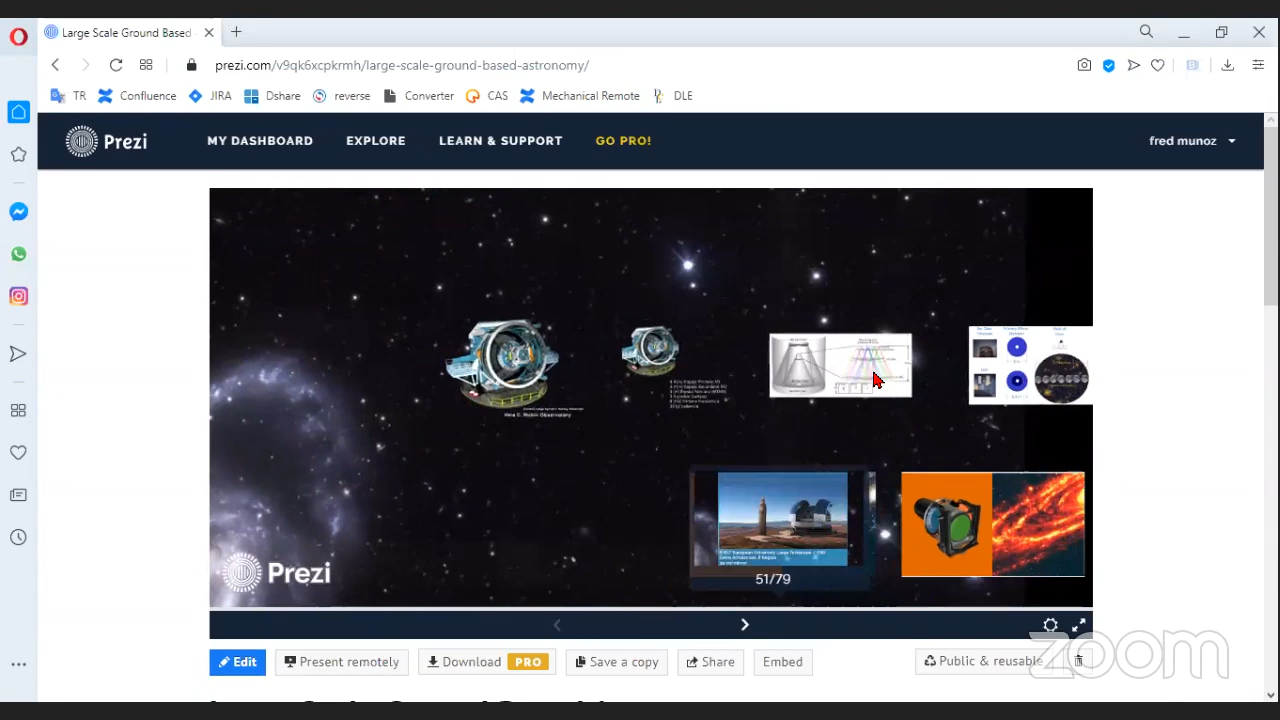 Large Scale Ground Based
prezi.com/v9qk6xcpkrmh/large-scale-ground-based-astronomy/
TR Confluence JIRA Dshare reverse Converter CAS Mechanical Remote DLE
Prezi MY DASHBOARD EXPLORE LEARN & SUPPORT GO PRO! fred munoz
Vera C. Rubin Observatory
51/79
Prezi
Edit Present remotely Download PRO Save a copy Share Embed Public & reusable
zoom